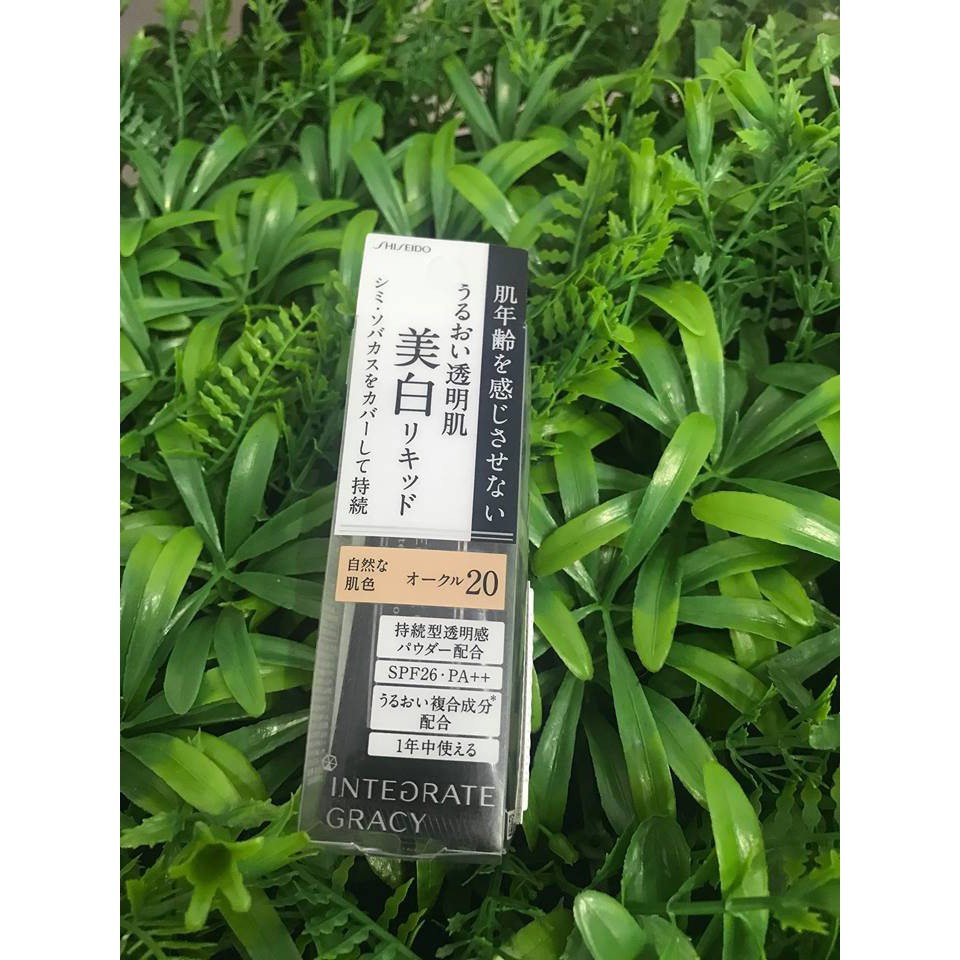 SHISEIDO
肌年齢を感じさせない
うるおい透明肌
美白リキッド
シミ・ソバカスをカバーして持続
自然な
肌色
オークル20
持続型透明感
パウダー配合
SPF26・PA++
うるおい複合成分*
配合
1年中使える
INTEGRATE
GRACY